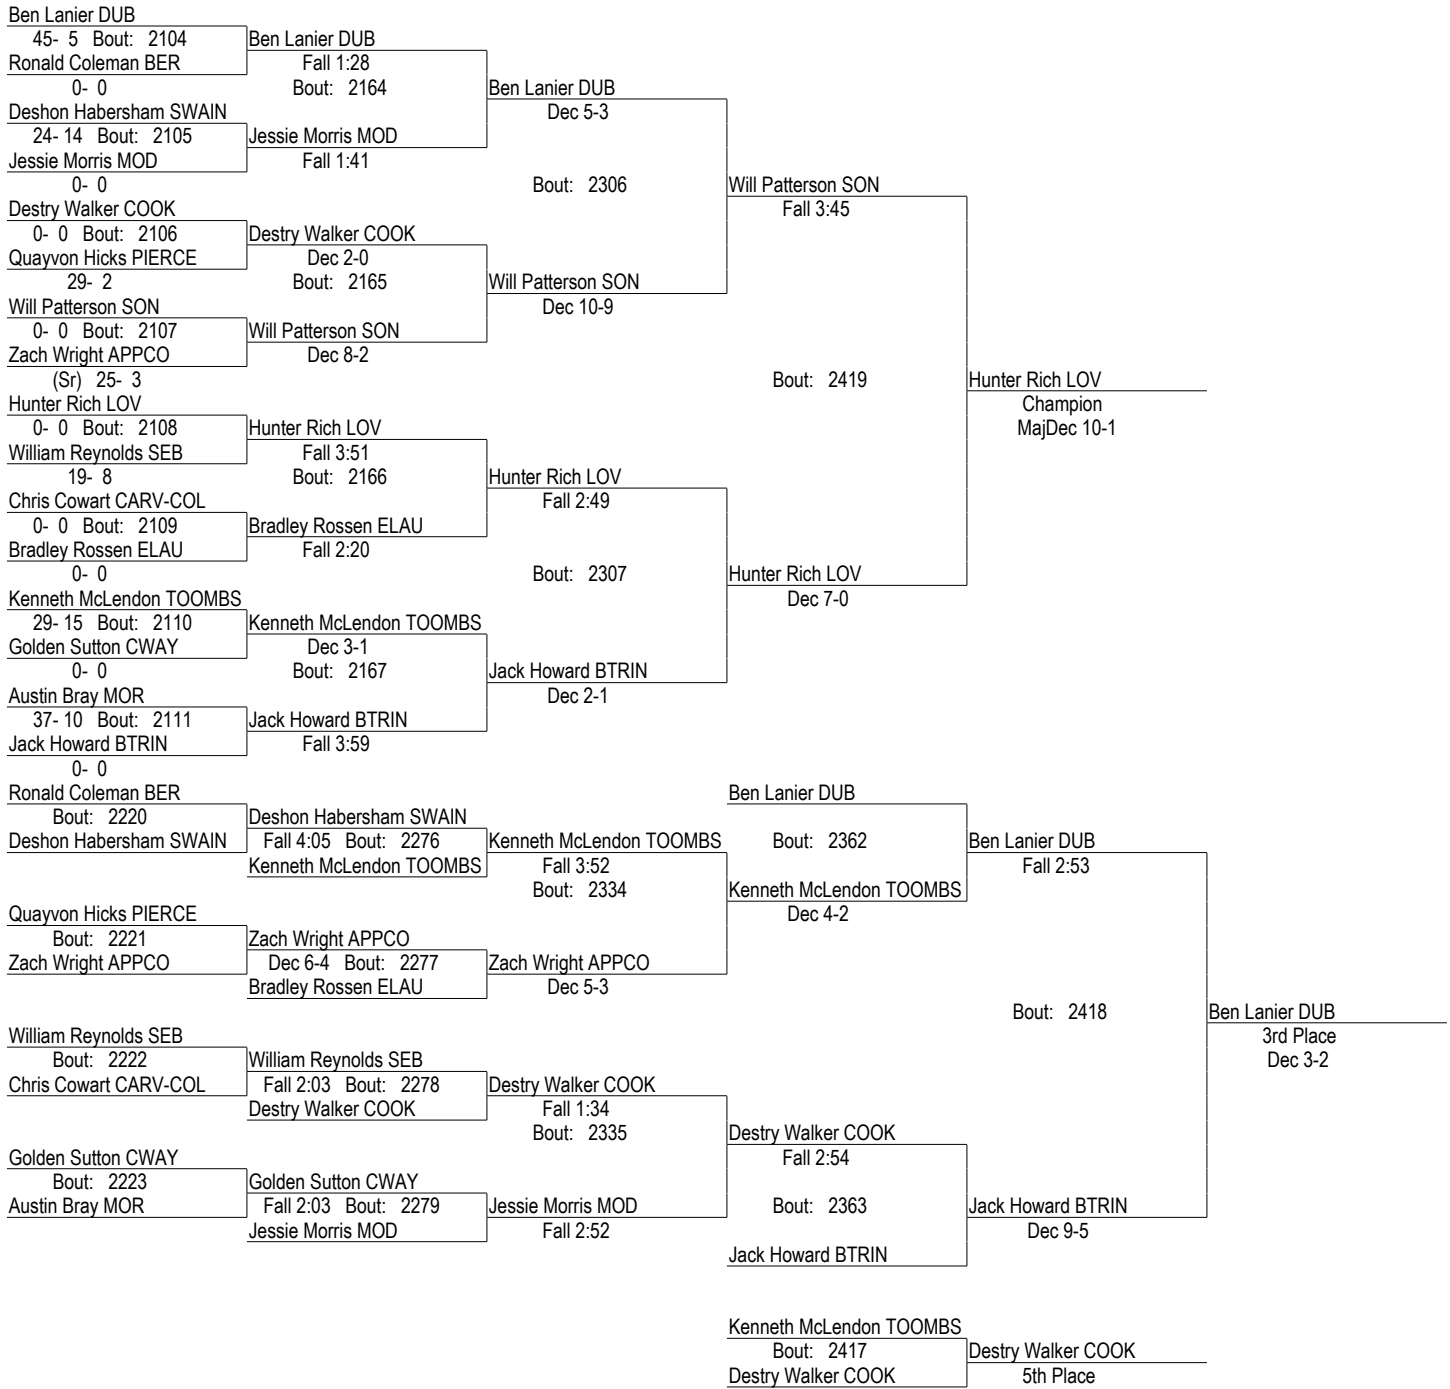 Ben Lanier DUB
45- 5 Bout: 2104 Ben Lanier DUB
Ronald Coleman BER Fall 1:28
0- 0 Bout: 2164 Ben Lanier DUB
Deshon Habersham SWAIN Dec 5-3
24- 14 Bout: 2105 Jessie Morris MOD
Jessie Morris MOD Fall 1:41
0- 0 Bout: 2306 Will Patterson SON
Destry Walker COOK Fall 3:45
0- 0 Bout: 2106 Destry Walker COOK
Quayvon Hicks PIERCE Dec 2-0
29- 2 Bout: 2165 Will Patterson SON
Will Patterson SON Dec 10-9
0- 0 Bout: 2107 Will Patterson SON
Zach Wright APPCO Dec 8-2
(Sr) 25- 3 Bout: 2419 Hunter Rich LOV
Hunter Rich LOV Champion
0- 0 Bout: 2108 Hunter Rich LOV MajDec 10-1
William Reynolds SEB Fall 3:51
19- 8 Bout: 2166 Hunter Rich LOV
Chris Cowart CARV-COL Fall 2:49
0- 0 Bout: 2109 Bradley Rossen ELAU
Bradley Rossen ELAU Fall 2:20
0- 0 Bout: 2307 Hunter Rich LOV
Kenneth McLendon TOOMBS Dec 7-0
29- 15 Bout: 2110 Kenneth McLendon TOOMBS
Golden Sutton CWAY Dec 3-1
0- 0 Bout: 2167 Jack Howard BTRIN
Austin Bray MOR Dec 2-1
37- 10 Bout: 2111 Jack Howard BTRIN
Jack Howard BTRIN Fall 3:59
0- 0
Ronald Coleman BER Ben Lanier DUB
Bout: 2220 Deshon Habersham SWAIN
Deshon Habersham SWAIN Fall 4:05 Bout: 2276 Kenneth McLendon TOOMBS Bout: 2362 Ben Lanier DUB
Kenneth McLendon TOOMBS Fall 3:52 Fall 2:53
Bout: 2334 Kenneth McLendon TOOMBS
Quayvon Hicks PIERCE Dec 4-2
Bout: 2221 Zach Wright APPCO
Zach Wright APPCO Dec 6-4 Bout: 2277 Zach Wright APPCO
Bradley Rossen ELAU Dec 5-3
Bout: 2418 Ben Lanier DUB
William Reynolds SEB 3rd Place
Bout: 2222 William Reynolds SEB Dec 3-2
Chris Cowart CARV-COL Fall 2:03 Bout: 2278 Destry Walker COOK
Destry Walker COOK Fall 1:34
Bout: 2335 Destry Walker COOK
Golden Sutton CWAY Fall 2:54
Bout: 2223 Golden Sutton CWAY
Austin Bray MOR Fall 2:03 Bout: 2279 Jessie Morris MOD Bout: 2363 Jack Howard BTRIN
Jessie Morris MOD Fall 2:52 Dec 9-5
Jack Howard BTRIN
Kenneth McLendon TOOMBS
Bout: 2417 Destry Walker COOK
Destry Walker COOK 5th Place